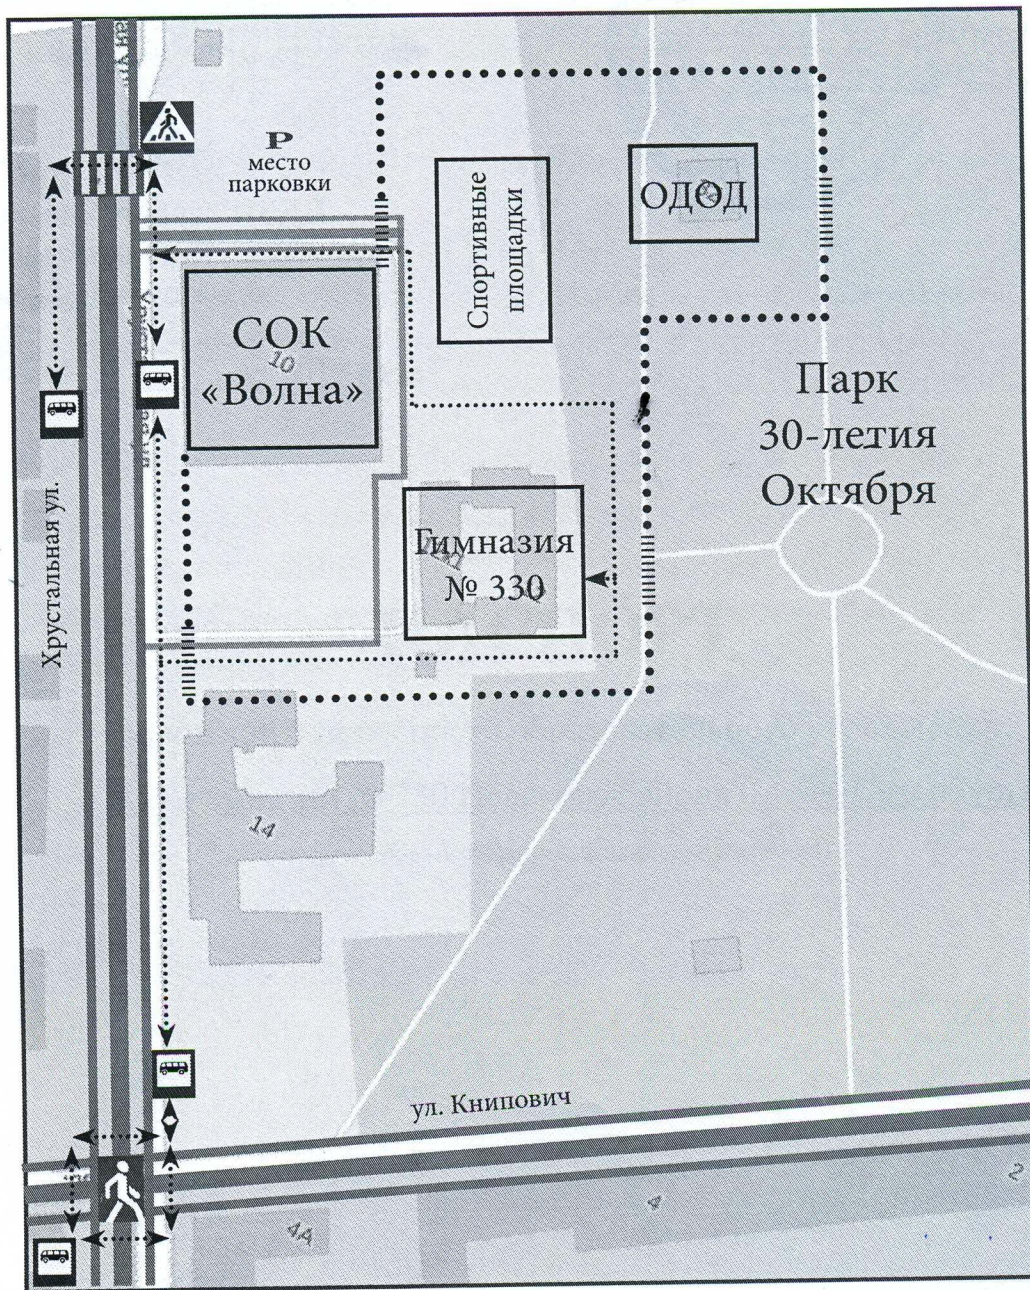 Р
место
парковки
Спортивные
площадки
ОДОД
СОК
«Волна»
10
Парк
30-летия
Октября
Хрустальная ул.
Гимназия
№ 330
14
ул. Книпович
4А
4
2